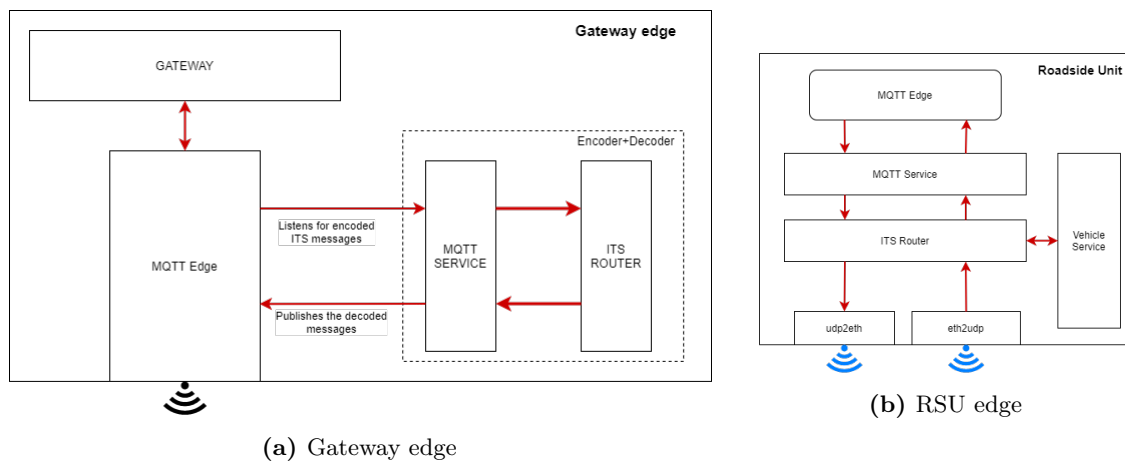 Gateway edge
GATEWAY
Encoder+Decoder
Listens for encoded
ITS messages
MQTT Edge
MQTT
SERVICE
ITS
ROUTER
Publishes the decoded
messages
(a) Gateway edge
Roadside Unit
MQTT Edge
MQTT Service
ITS Router
Vehicle
Service
udp2eth
eth2udp
(b) RSU edge